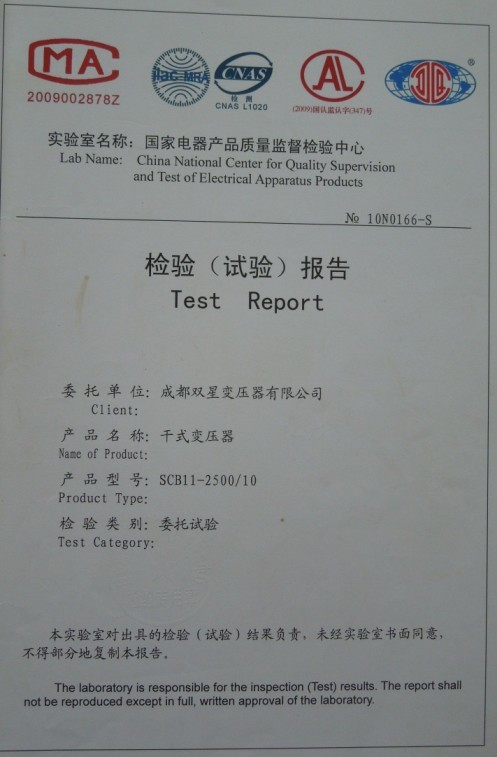 MA
2009002878Z
ilac-MRA
CNAS
检 测
CNAS L1020
AL
(2009)国认监认字(347)号
®
实验室名称：国家电器产品质量监督检验中心
Lab Name: China National Center for Quality Supervision
and Test of Electrical Apparatus Products
№ 10N0166-S
检验（试验）报告
Test Report
委 托 单 位：成都双星变压器有限公司
Client:
产 品 名 称：干式变压器
Name of Product:
产 品 型 号：SCB11-2500/10
Product Type:
检 验 类 别：委托试验
Test Category:
本实验室对出具的检验（试验）结果负责，未经实验室书面同意，
不得部分地复制本报告。
The laboratory is responsible for the inspection (Test) results. The report shall
not be reproduced except in full, written approval of the laboratory.